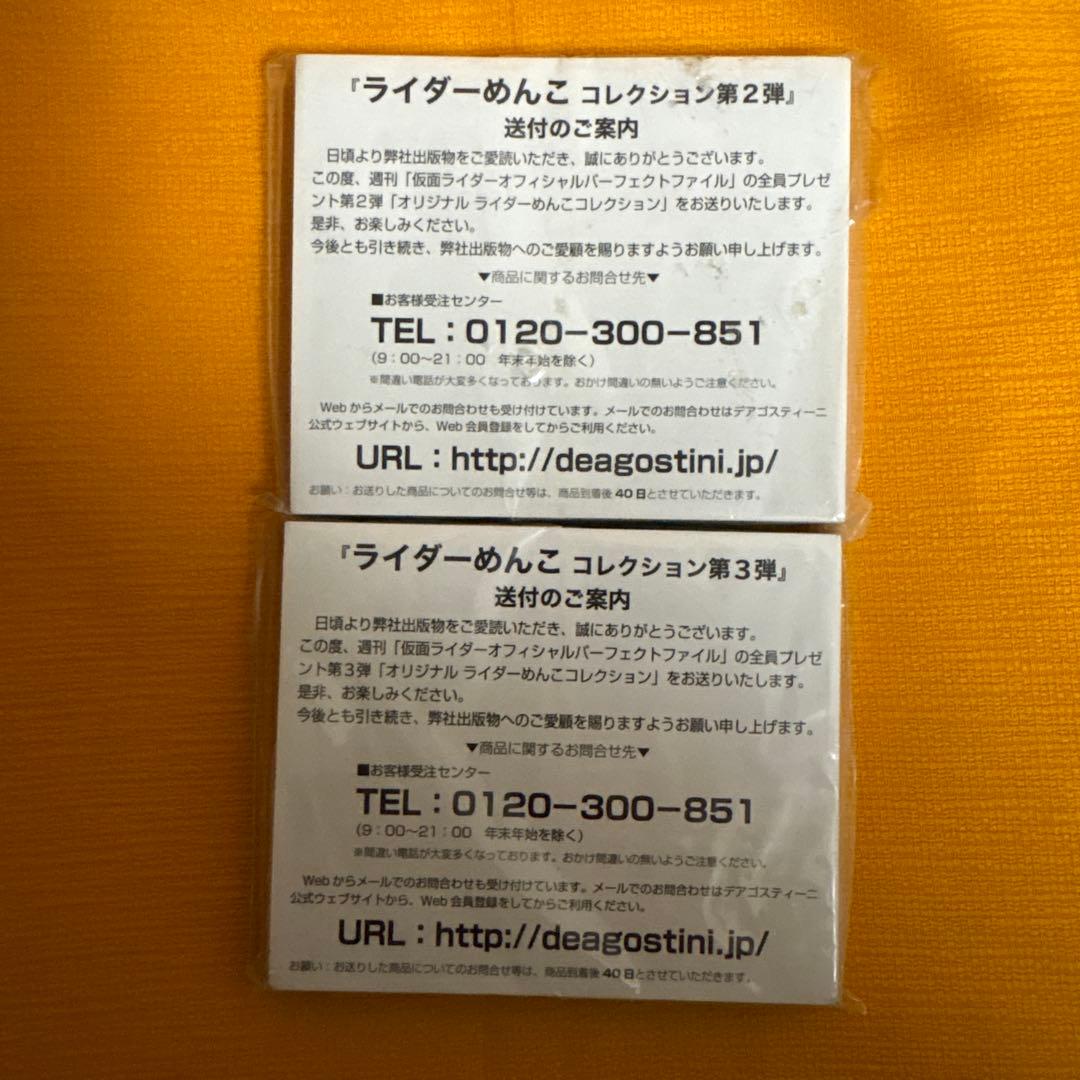 『ライダーめんこ コレクション第2弾』
送付のご案内
日頃より弊社出版物をご愛読いただき、誠にありがとうございます。
この度、週刊「仮面ライダーオフィシャルパーフェクトファイル」の全員プレゼ
ント第2弾「オリジナル ライダーめんこコレクション」をお送りいたします。
是非、お楽しみください。
今後とも引き続き、弊社出版物へのご愛顧を賜りますようお願い申し上げます。
▼商品に関するお問合せ先▼
■お客様受注センター
TEL：0120-300-851
（9：00〜21：00 年末年始を除く）
※間違い電話が大変多くなっております。おかけ間違いの無いようご注意ください。
Webからメールでのお問合わせも受け付けています。メールでのお問合わせはデアゴスティーニ
公式ウェブサイトから、Web会員登録をしてからご利用ください。
URL：http://deagostini.jp/
お願い：お送りした商品についてのお問合せ等は、商品到着後40日とさせていただきます。
『ライダーめんこ コレクション第3弾』
送付のご案内
日頃より弊社出版物をご愛読いただき、誠にありがとうございます。
この度、週刊「仮面ライダーオフィシャルパーフェクトファイル」の全員プレゼ
ント第3弾「オリジナル ライダーめんこコレクション」をお送りいたします。
是非、お楽しみください。
今後とも引き続き、弊社出版物へのご愛顧を賜りますようお願い申し上げます。
▼商品に関するお問合せ先▼
■お客様受注センター
TEL：0120-300-851
（9：00〜21：00 年末年始を除く）
※間違い電話が大変多くなっております。おかけ間違いの無いようご注意ください。
Webからメールでのお問合わせも受け付けています。メールでのお問合わせはデアゴスティーニ
公式ウェブサイトから、Web会員登録をしてからご利用ください。
URL：http://deagostini.jp/
お願い：お送りした商品についてのお問合せ等は、商品到着後40日とさせていただきます。